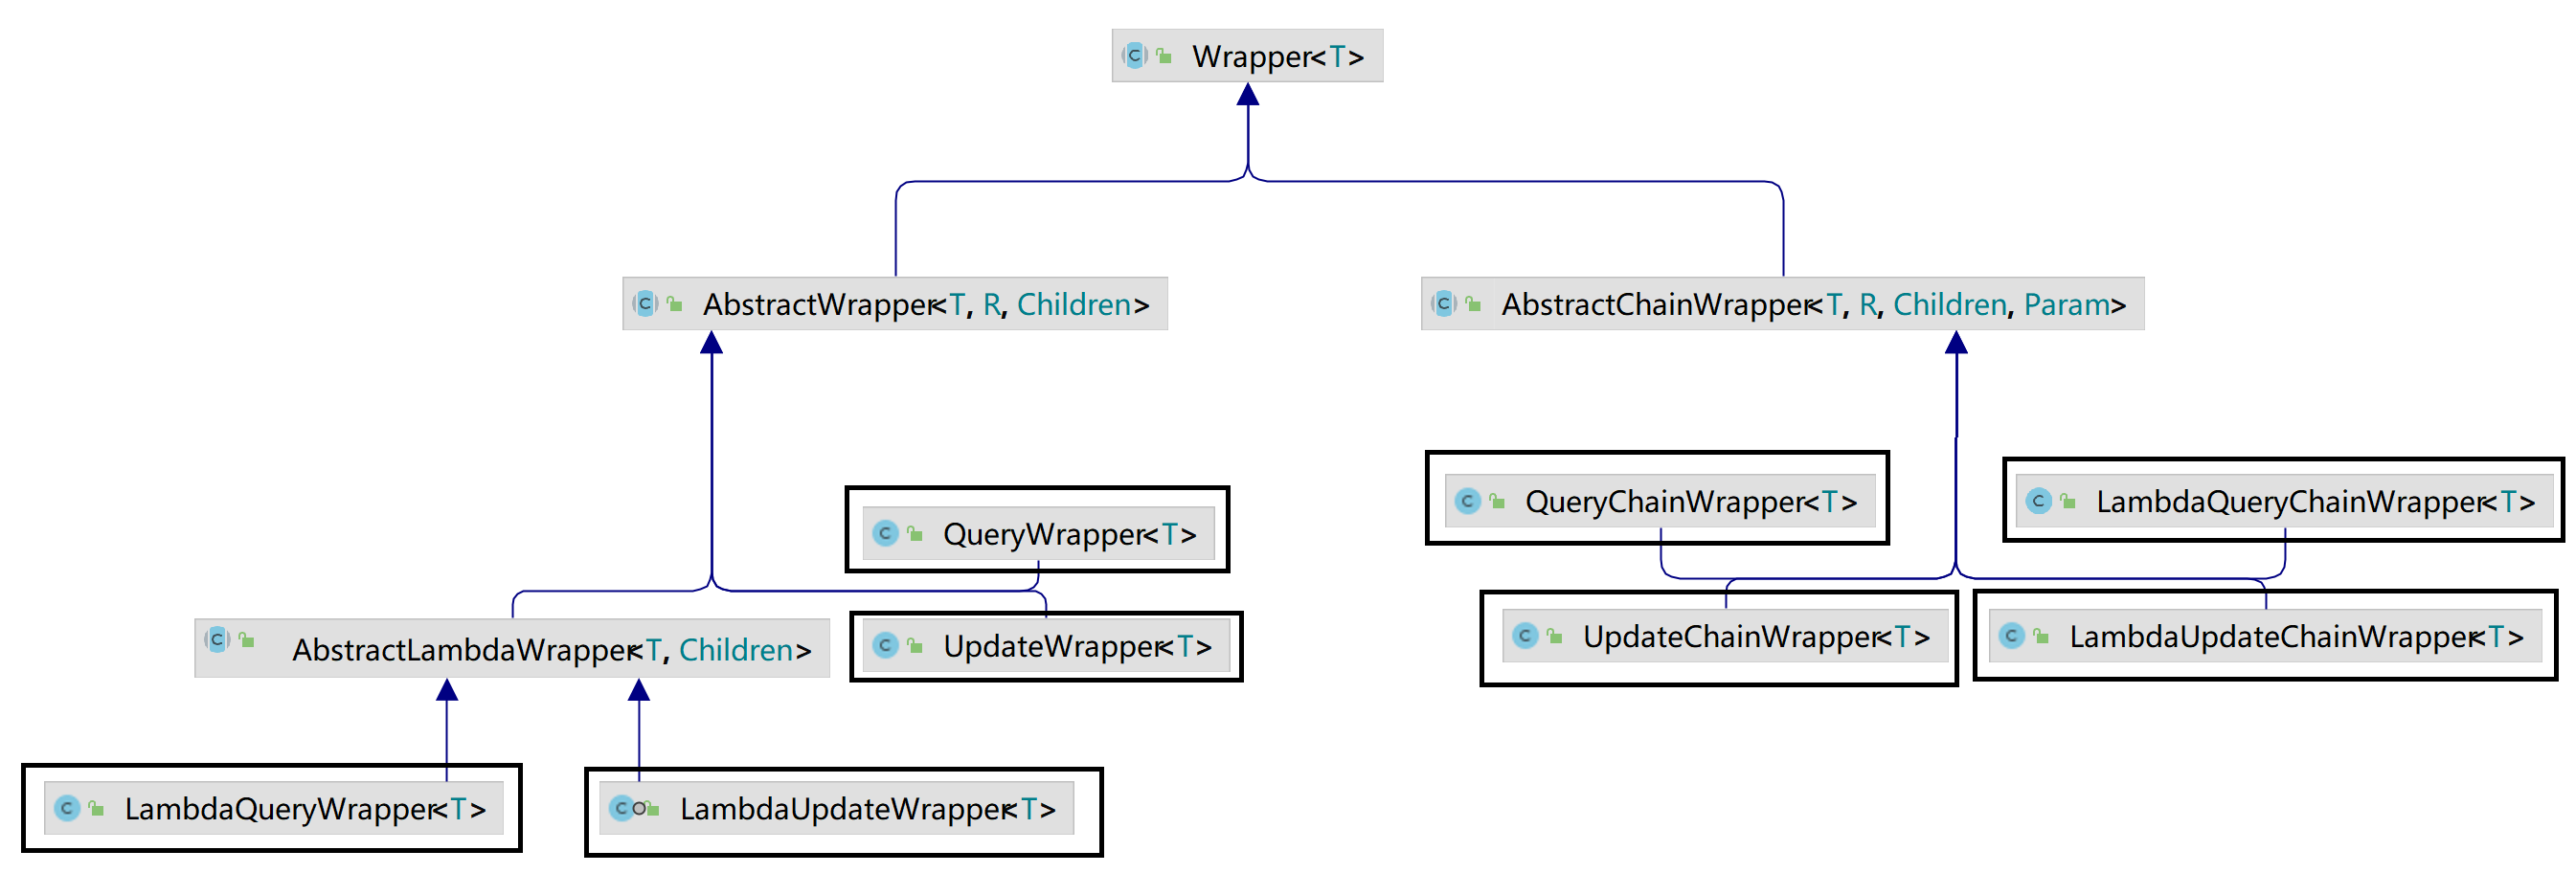 Wrapper<T>
AbstractWrapper<T, R, Children>
AbstractChainWrapper<T, R, Children, Param>
QueryWrapper<T>
QueryChainWrapper<T>
LambdaQueryChainWrapper<T>
AbstractLambdaWrapper<T, Children>
UpdateWrapper<T>
UpdateChainWrapper<T>
LambdaUpdateChainWrapper<T>
LambdaQueryWrapper<T>
LambdaUpdateWrapper<T>